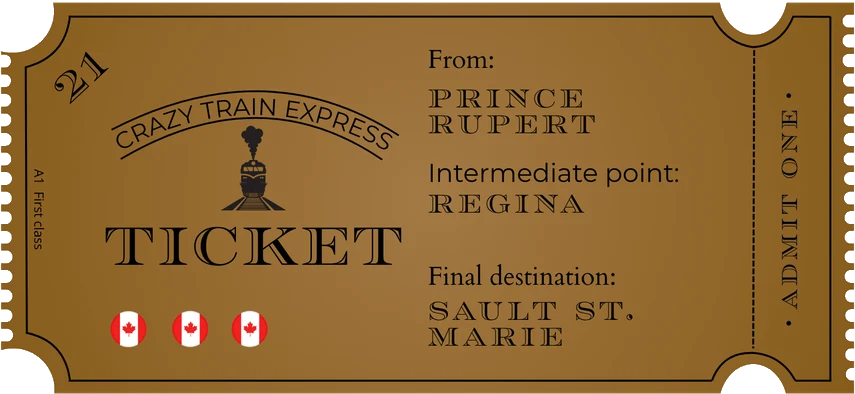 21
CRAZY TRAIN EXPRESS
A1 First class
TICKET
From:
PRINCE
RUPERT
Intermediate point:
REGINA
Final destination:
SAULT ST.
MARIE
• ADMIT ONE •